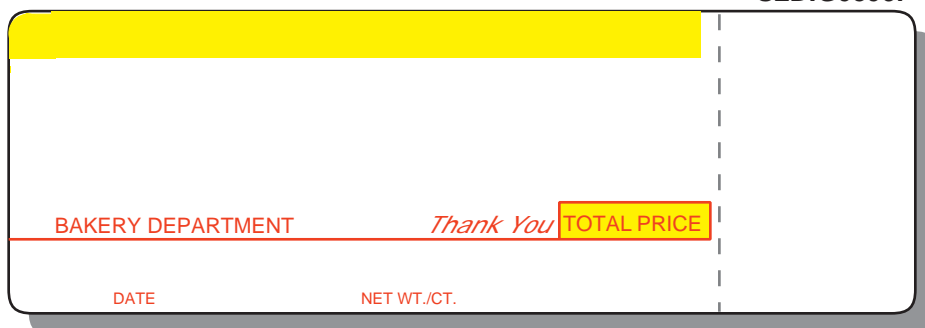 BAKERY DEPARTMENT Thank You TOTAL PRICE
DATE NET WT./CT.